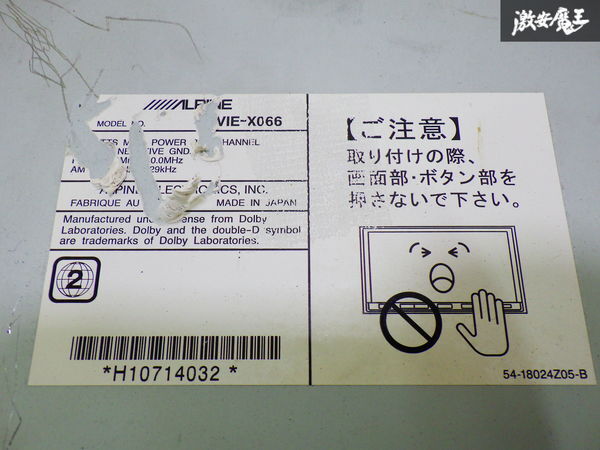 激安魔王
ALPINE
MODEL NO. VIE-X066
POWER CHANNEL
GND.
0.0MHz
AM 29kHz
INC.
FABRIQUE AU MADE IN JAPAN
Manufactured under license from Dolby
Laboratories. Dolby and the double-D symbol
are trademarks of Dolby Laboratories.
2
*H10714032*
【ご注意】
取り付けの際、
画面部・ボタン部を
押さないで下さい。
54-18024Z05-B